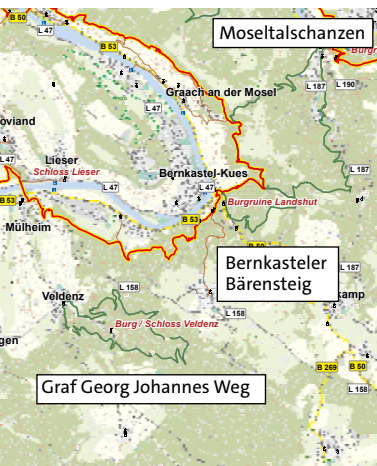 B 50
Moseltalschanzen
L 47
B 53
Burgr
L 187
L 190
Graach an der Mosel
L 47
oviand
L 47
Lieser
Schloss Lieser
L 47
Bernkastel-Kues
L 47
L 187
B 53
Burgruine Landshut
B 53
Mülheim
B 50
Bernkasteler
Bärensteig
L 187
L 158
kamp
Veldenz
L 158
Burg / Schloss Veldenz
gen
B 269
B 50
L 158
Graf Georg Johannes Weg